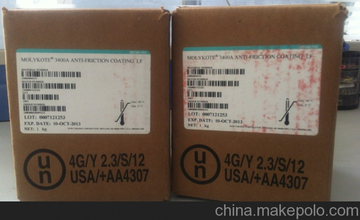 MOLYKOTE® 3400A ANTI-FRICTION COATING LF
LOT: 0007121253
EXP. DATE: 10-OCT-2013
NET: 1 kg
u
n
4G/Y 2.3/S/12
USA/+AA4307
MOLYKOTE® 3400A ANTI-FRICTION COATING LF
LOT: 0007121253
EXP. DATE: 10-OCT-2013
NET: 1 kg
u
n
4G/Y 2.3/S/12
USA/+AA4307
china.makepolo.com